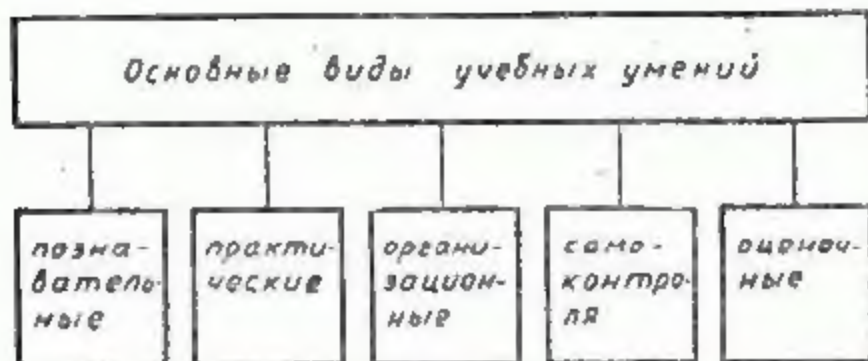 Основные виды учебных умений
позна-
ватель-
ные
практи-
ческие
органи-
зацион-
ные
само-
контро-
ля
оценоч-
ные